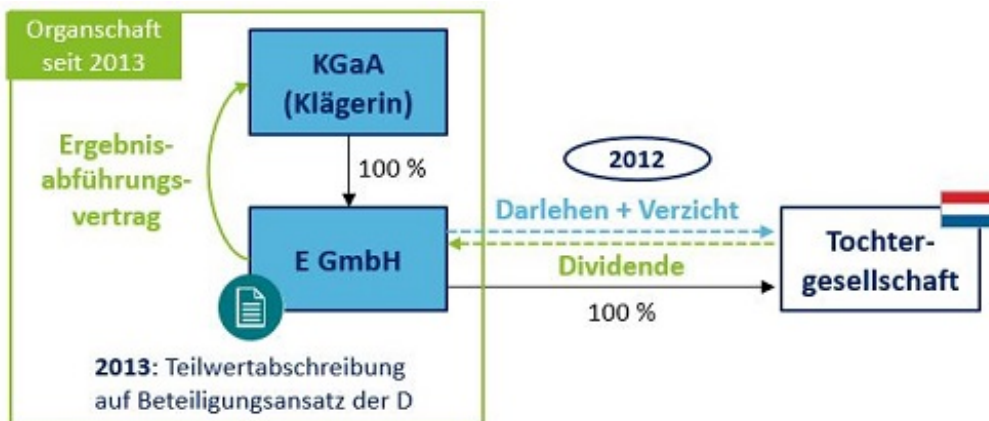 Organschaft
seit 2013
KGaA
(Klägerin)
Ergebnis-
abführungs-
vertrag
100 %
2012
Darlehen + Verzicht
E GmbH
Dividende
Tochter-
gesellschaft
100 %
2013: Teilwertabschreibung
auf Beteiligungsansatz der D